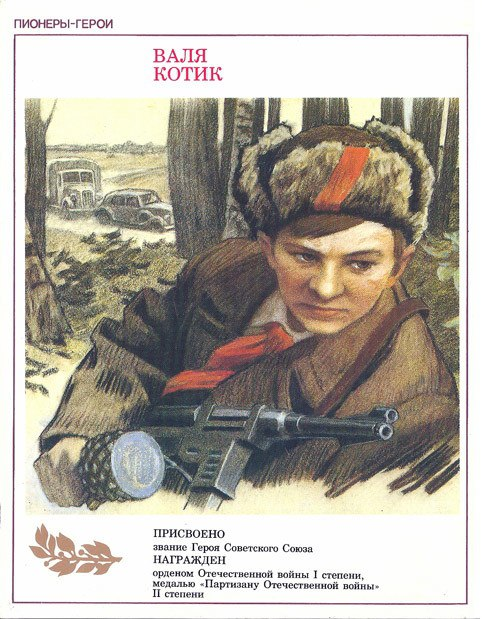 ПИОНЕРЫ-ГЕРОИ
ВАЛЯ
КОТИК
ПРИСВОЕНО
звание Героя Советского Союза
НАГРАЖДЕН
орденом Отечественной войны I степени,
медалью «Партизану Отечественной войны»
II степени